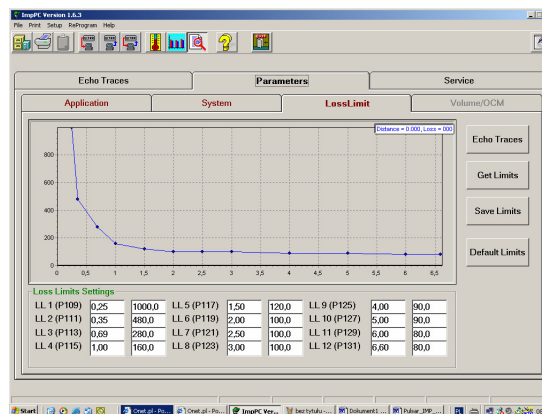 ImpPC Version 1.6.3
File Print Setup ReProgram Help
Echo Traces Parameters Service
Application System LossLimit Volume/OCM
Distance = 0.000, Loss = 000
800
600
400
200
0
0 0,5 1 1,5 2 2,5 3 3,5 4 4,5 5 5,5 6 6,5
Echo Traces
Get Limits
Save Limits
Default Limits
Loss Limits Settings
LL 1 (P109) 0,25 1000,0 LL 5 (P117) 1,50 120,0 LL 9 (P125) 4,00 90,0
LL 2 (P111) 0,35 480,0 LL 6 (P119) 2,00 100,0 LL 10 (P127) 5,00 90,0
LL 3 (P113) 0,69 280,0 LL 7 (P121) 2,50 100,0 LL 11 (P129) 6,00 80,0
LL 4 (P115) 1,00 160,0 LL 8 (P123) 3,00 100,0 LL 12 (P131) 6,60 80,0
Start Onet.pl - Po... Onet.pl - Po... ImpPC Ver... bez tytułu - ... Dokument1 ... Pulsar_IMP_... PL